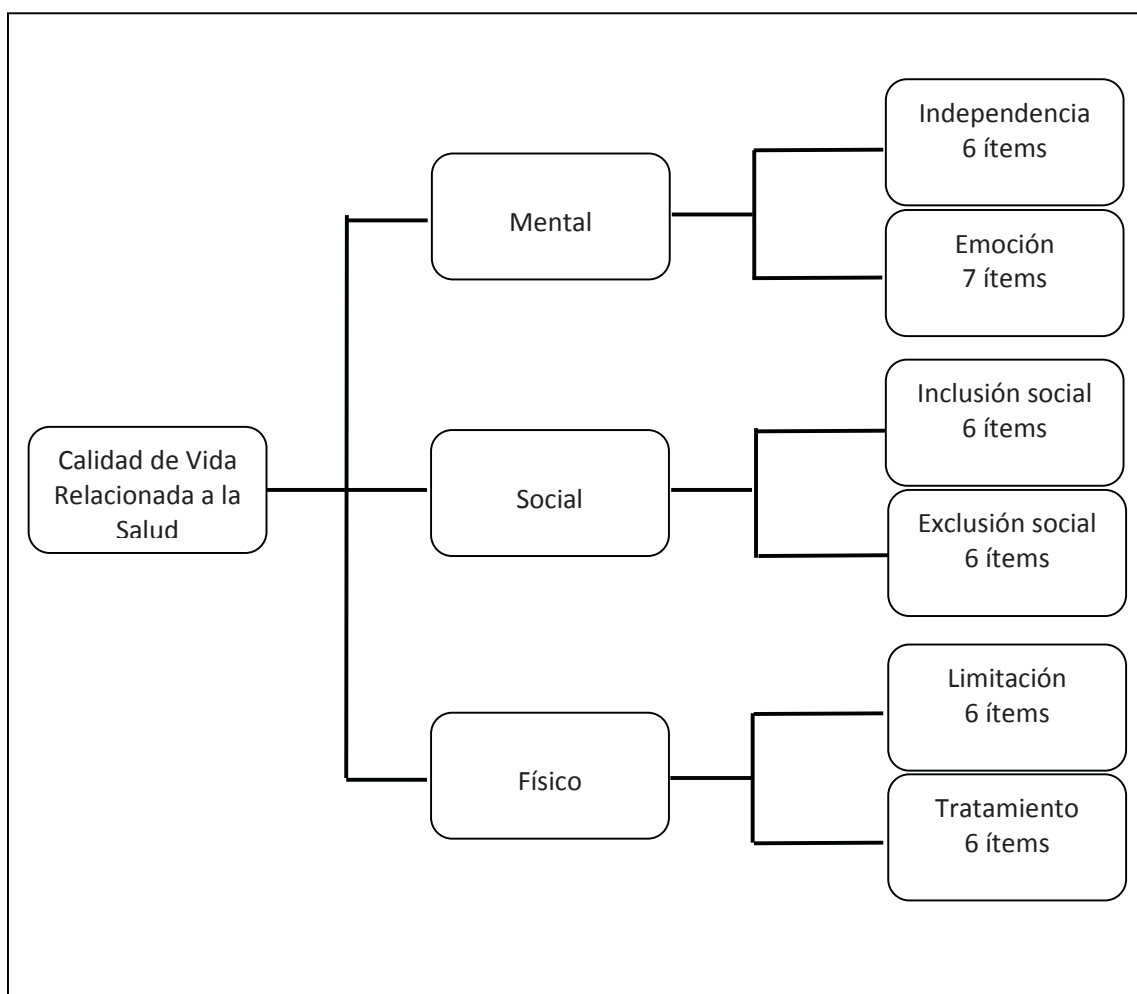 Calidad de Vida
Relacionada a la
Salud
Mental
Independencia
6 ítems
Emoción
7 ítems
Social
Inclusión social
6 ítems
Exclusión social
6 ítems
Físico
Limitación
6 ítems
Tratamiento
6 ítems